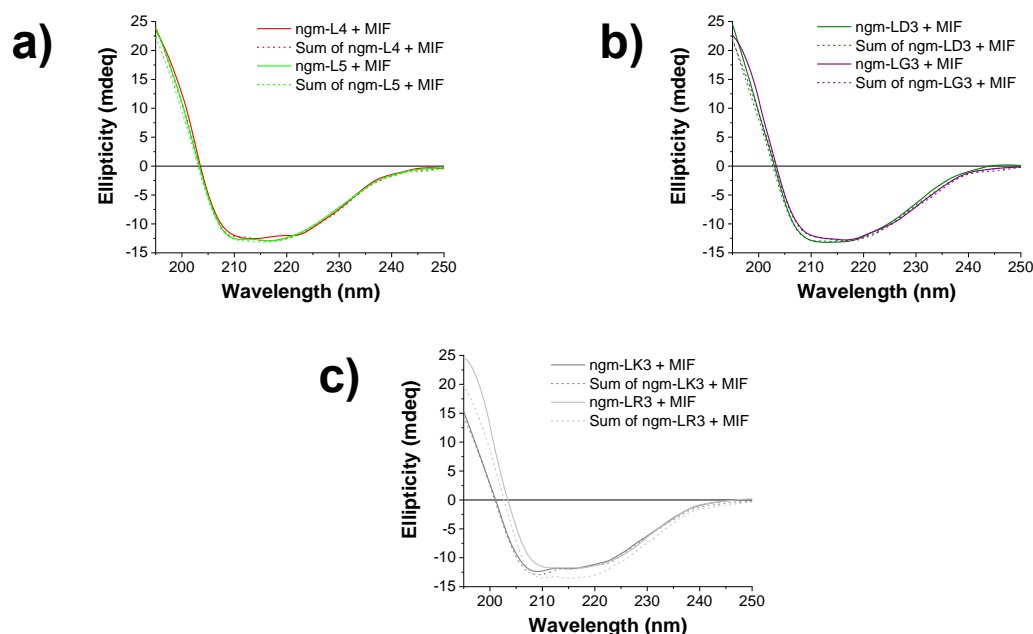 a)
ngm-L4 + MIF
Sum of ngm-L4 + MIF
ngm-L5 + MIF
Sum of ngm-L5 + MIF
Ellipticity (mdeq)
25
20
15
10
5
0
-5
-10
-15
200 210 220 230 240 250
Wavelength (nm)
b)
ngm-LD3 + MIF
Sum of ngm-LD3 + MIF
ngm-LG3 + MIF
Sum of ngm-LG3 + MIF
Ellipticity (mdeq)
25
20
15
10
5
0
-5
-10
-15
200 210 220 230 240 250
Wavelength (nm)
c)
ngm-LK3 + MIF
Sum of ngm-LK3 + MIF
ngm-LR3 + MIF
Sum of ngm-LR3 + MIF
Ellipticity (mdeq)
25
20
15
10
5
0
-5
-10
-15
200 210 220 230 240 250
Wavelength (nm)